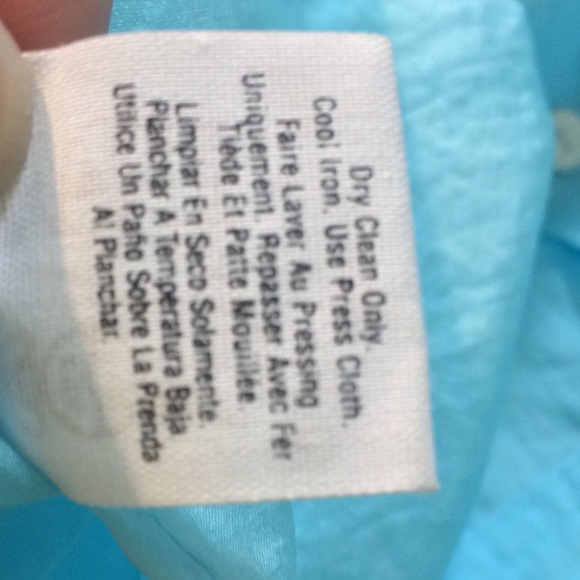 Dry Clean Only.
Cool Iron. Use Press Cloth.
Faire Laver Au Pressing
Uniquement. Repasser Avec Fer
Tiède Et Patte Mouillée.
Limpiar En Seco Solamente.
Planchar A Temperatura Baja
Utilice Un Paño Sobre La Prenda
Al Planchar.